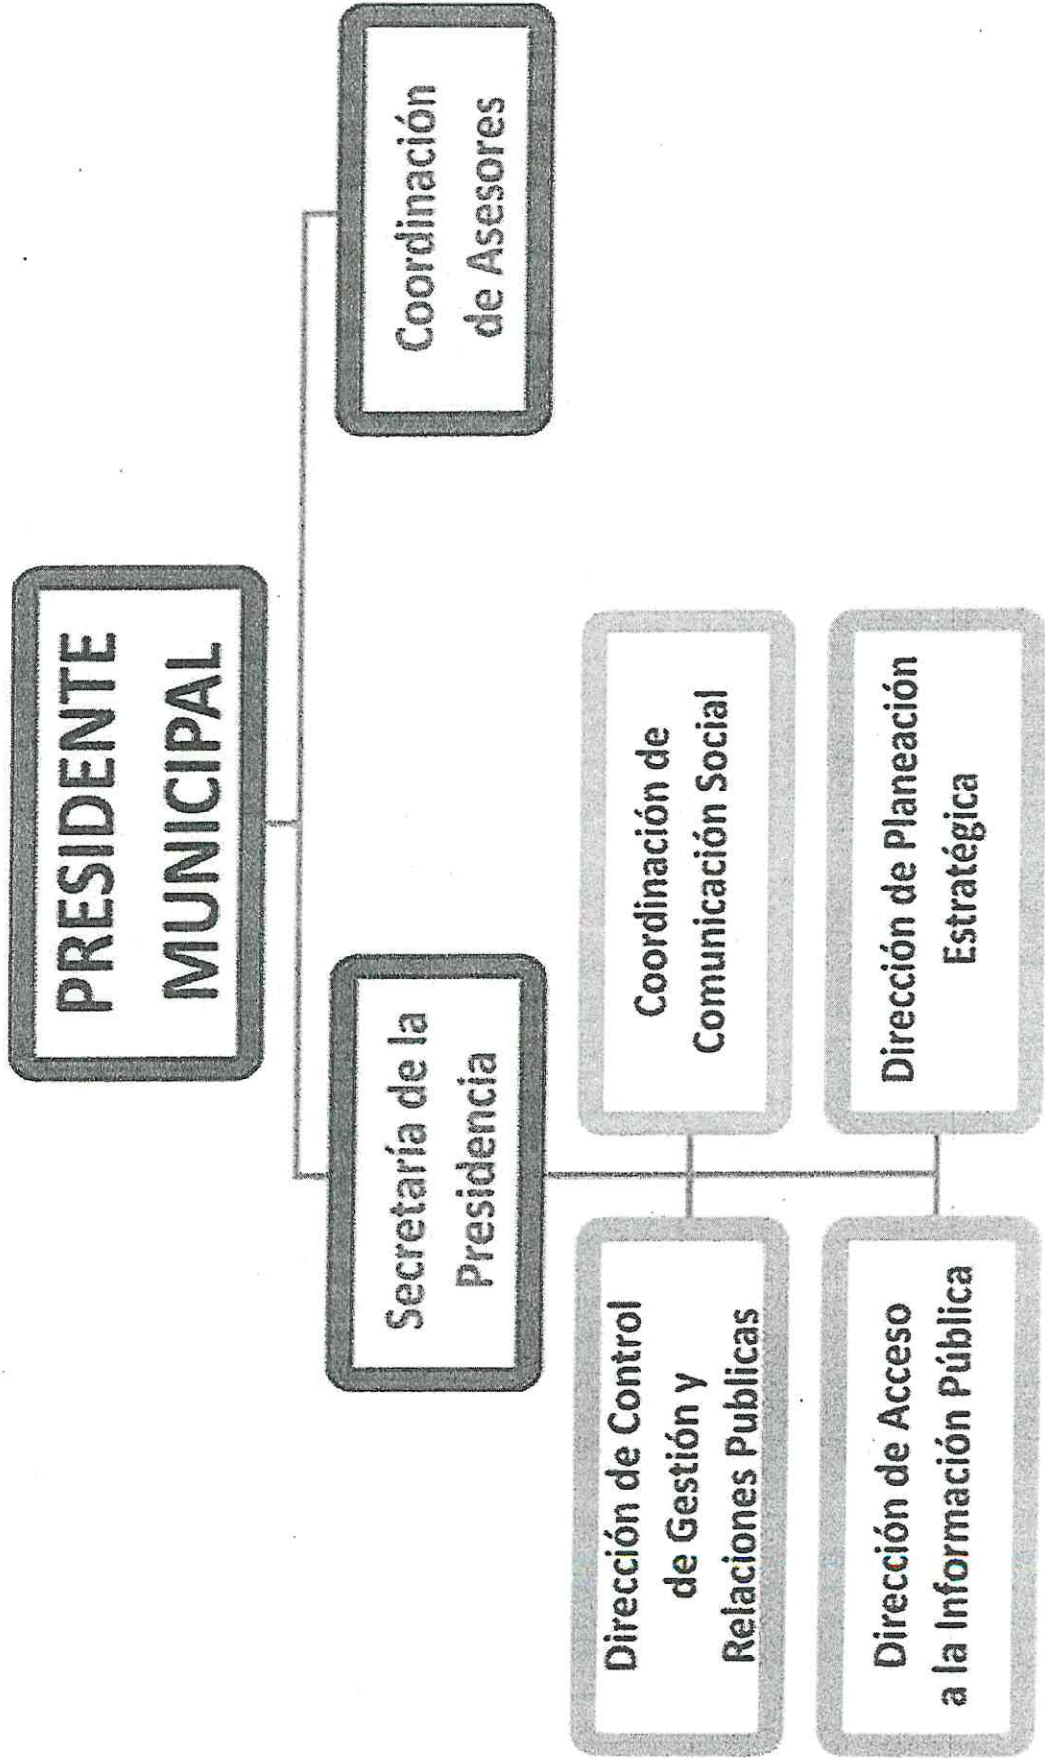 PRESIDENTE
MUNICIPAL
Secretaría de la
Presidencia
Coordinación
de Asesores
Dirección de Control
de Gestión y
Relaciones Publicas
Coordinación de
Comunicación Social
Dirección de Acceso
a la Información Pública
Dirección de Planeación
Estratégica